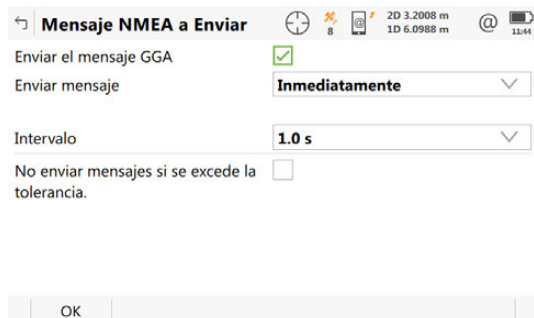 Mensaje NMEA a Enviar
8
@
2D 3.2008 m
1D 6.0988 m
@
11:44
Enviar el mensaje GGA
Enviar mensaje
Inmediatamente
Intervalo
1.0 s
No enviar mensajes si se excede la
tolerancia.
OK